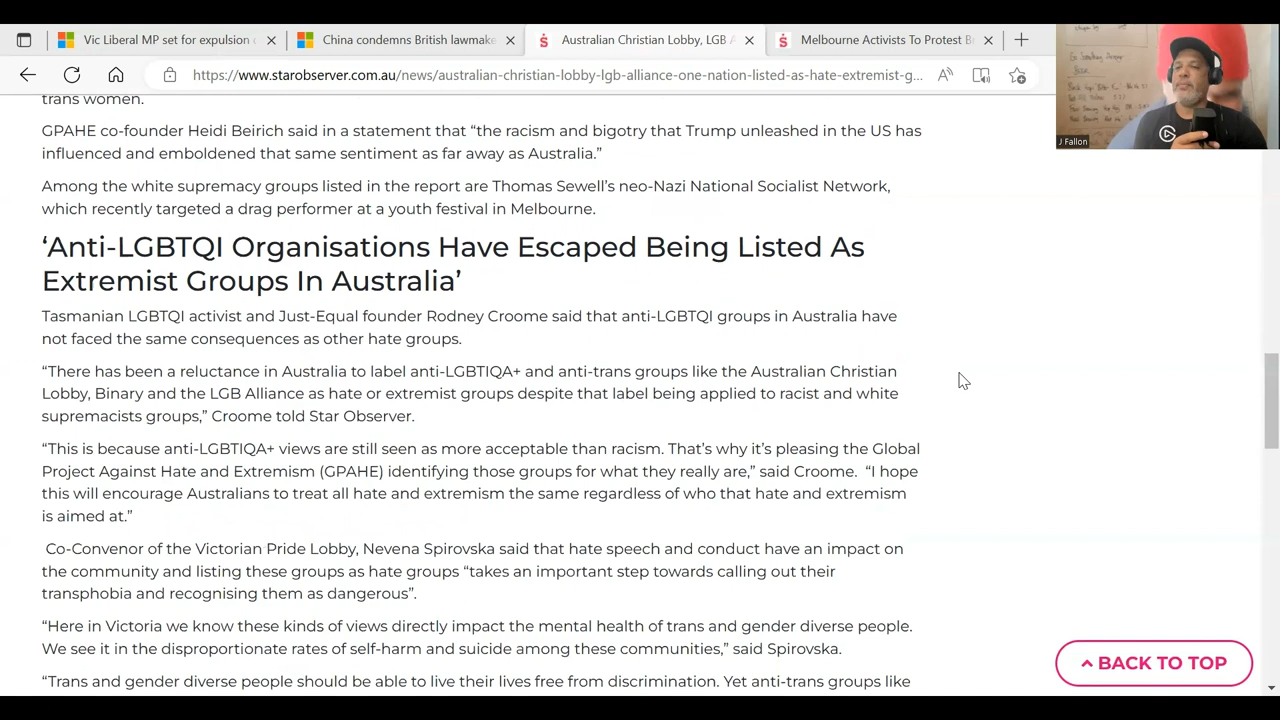 Vic Liberal MP set for expulsion c
China condemns British lawmake
Australian Christian Lobby, LGB A
Melbourne Activists To Protest B
https://www.starobserver.com.au/news/australian-christian-lobby-lgb-alliance-one-nation-listed-as-hate-extremist-g...
J Fallon
trans women.
GPAHE co-founder Heidi Beirich said in a statement that “the racism and bigotry that Trump unleashed in the US has
influenced and emboldened that same sentiment as far away as Australia.”
Among the white supremacy groups listed in the report are Thomas Sewell’s neo-Nazi National Socialist Network,
which recently targeted a drag performer at a youth festival in Melbourne.
‘Anti-LGBTQI Organisations Have Escaped Being Listed As
Extremist Groups In Australia’
Tasmanian LGBTQI activist and Just-Equal founder Rodney Croome said that anti-LGBTQI groups in Australia have
not faced the same consequences as other hate groups.
“There has been a reluctance in Australia to label anti-LGBTIQA+ and anti-trans groups like the Australian Christian
Lobby, Binary and the LGB Alliance as hate or extremist groups despite that label being applied to racist and white
supremacists groups,” Croome told Star Observer.
“This is because anti-LGBTIQA+ views are still seen as more acceptable than racism. That’s why it’s pleasing the Global
Project Against Hate and Extremism (GPAHE) identifying those groups for what they really are,” said Croome.  “I hope
this will encourage Australians to treat all hate and extremism the same regardless of who that hate and extremism
is aimed at.”
Co-Convenor of the Victorian Pride Lobby, Nevena Spirovska said that hate speech and conduct have an impact on
the community and listing these groups as hate groups “takes an important step towards calling out their
transphobia and recognising them as dangerous”.
“Here in Victoria we know these kinds of views directly impact the mental health of trans and gender diverse people.
We see it in the disproportionate rates of self-harm and suicide among these communities,” said Spirovska.
“Trans and gender diverse people should be able to live their lives free from discrimination. Yet anti-trans groups like
BACK TO TOP